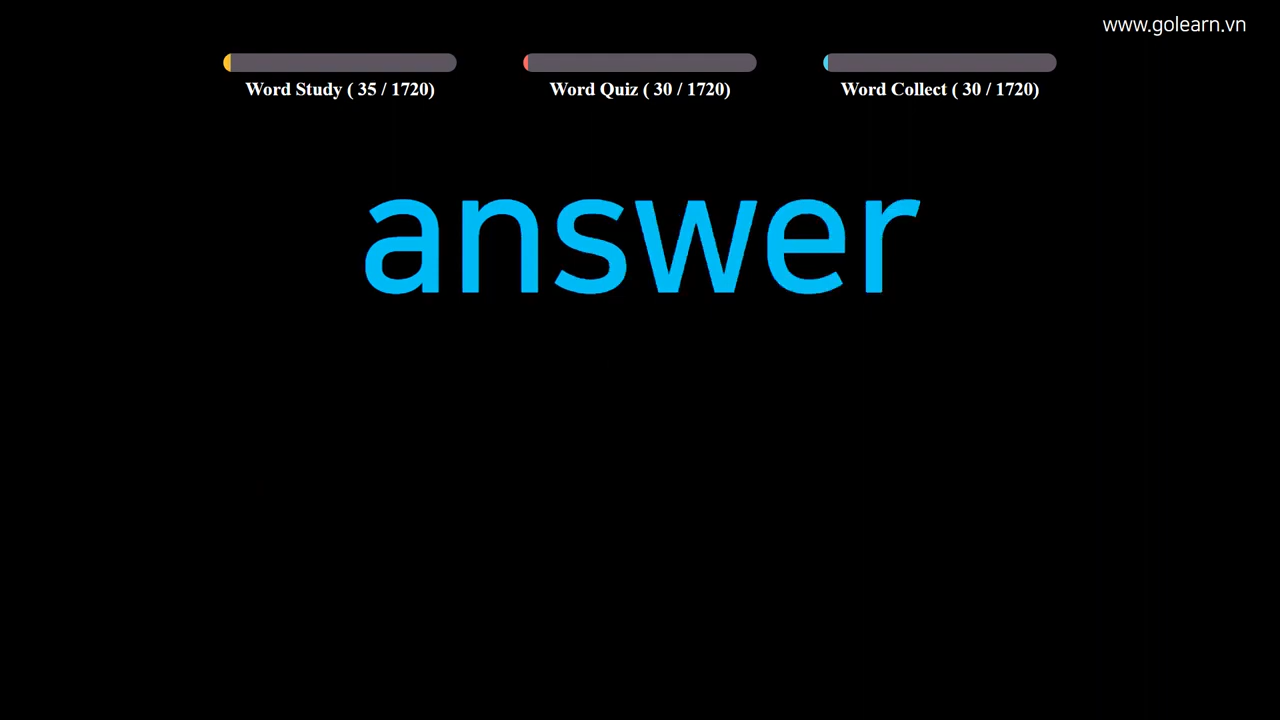 www.golearn.vn
Word Study ( 35 / 1720)
Word Quiz ( 30 / 1720)
Word Collect ( 30 / 1720)
answer